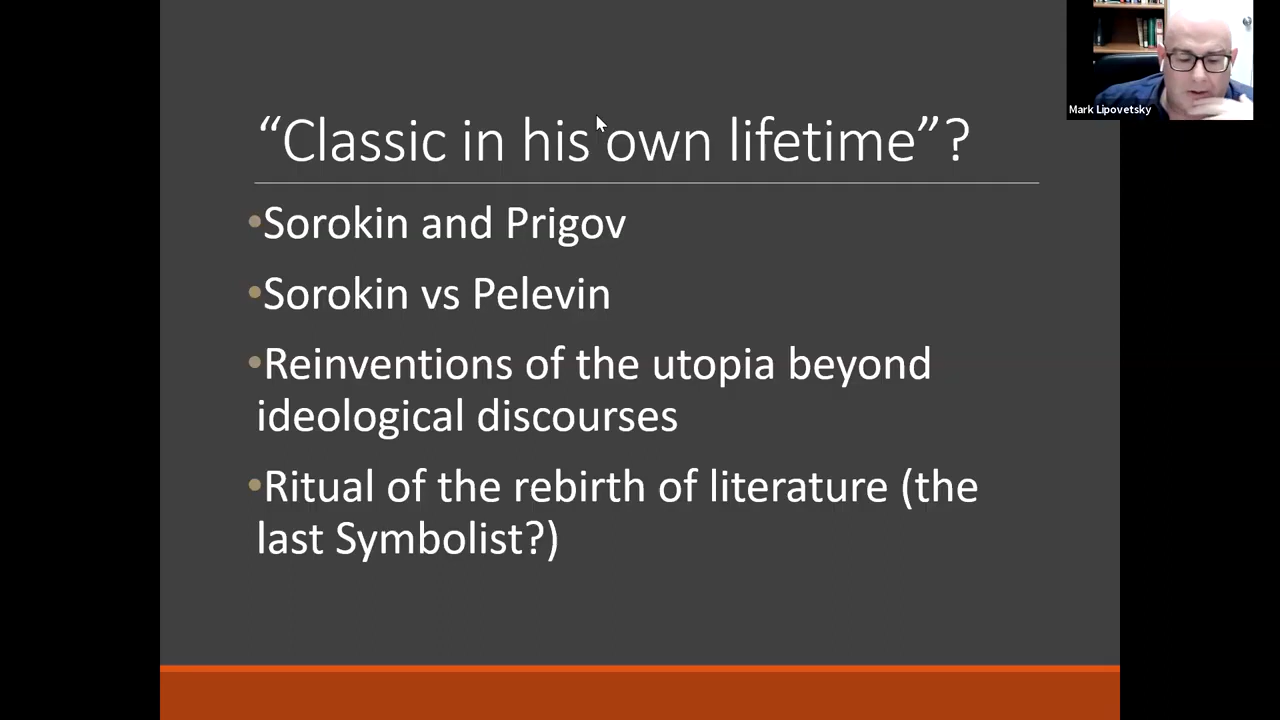 Mark Lipovetsky
“Classic in his own lifetime”?
•Sorokin and Prigov
•Sorokin vs Pelevin
•Reinventions of the utopia beyond
ideological discourses
•Ritual of the rebirth of literature (the
last Symbolist?)